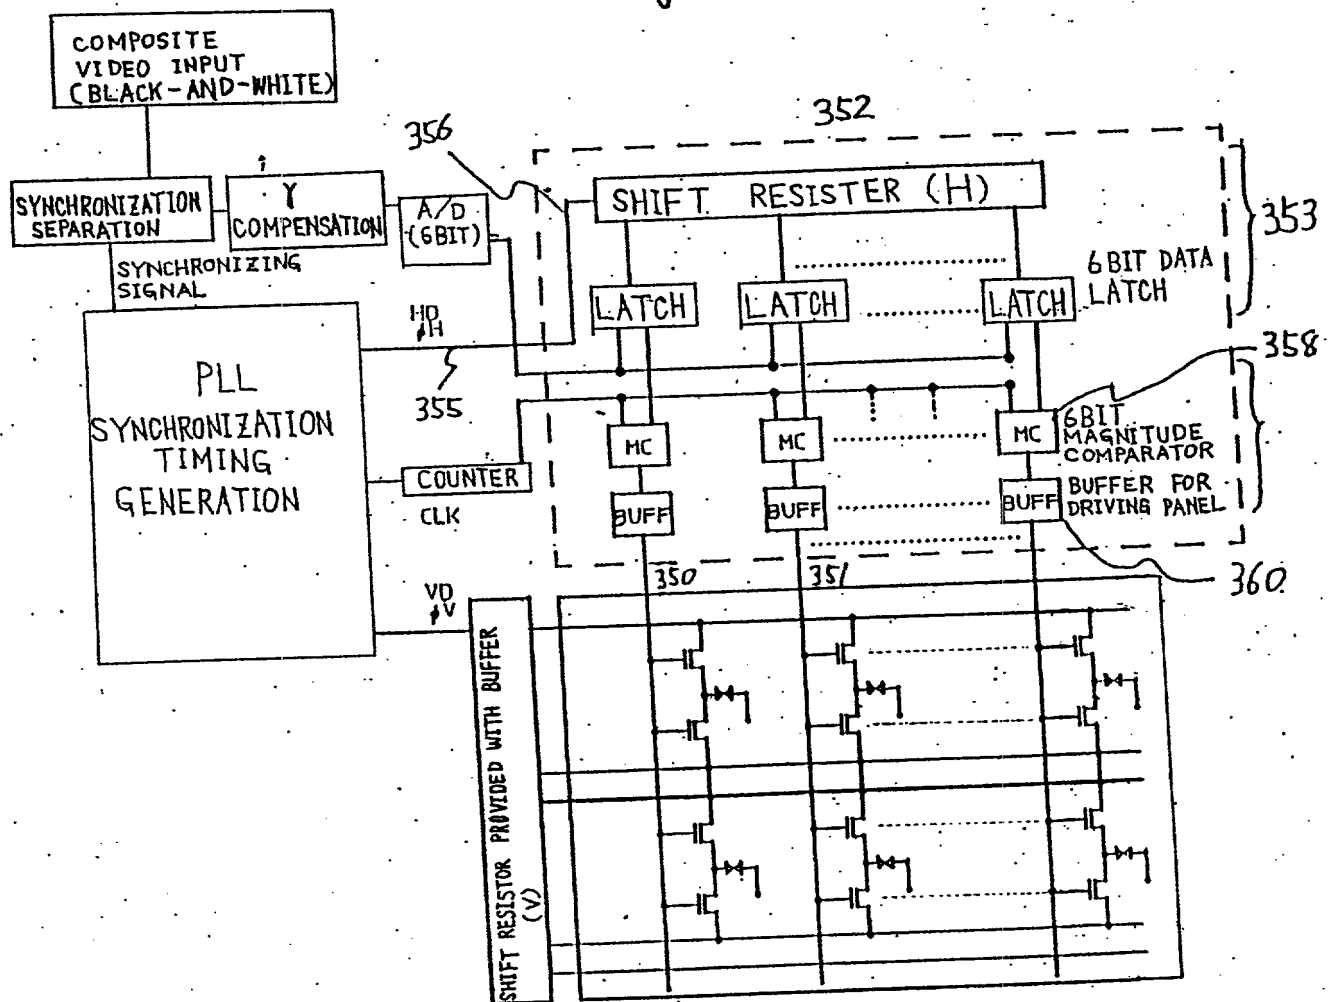 COMPOSITE
VIDEO INPUT
(BLACK-AND-WHITE)
352
356
SHIFT RESISTER (H)
353
SYNCHRONIZATION
SEPARATION
γ
COMPENSATION
A/D
(6BIT)
SYNCHRONIZING
SIGNAL
LATCH
LATCH
LATCH
6BIT DATA
LATCH
HD
φH
355
358
PLL
SYNCHRONIZATION
TIMING
GENERATION
MC
MC
MC
6BIT
MAGNITUDE
COMPARATOR
COUNTER
CLK
BUFF
BUFF
BUFF
BUFFER FOR
DRIVING PANEL
350
351
360
VD
φV
SHIFT RESISTOR PROVIDED WITH BUFFER
(V)